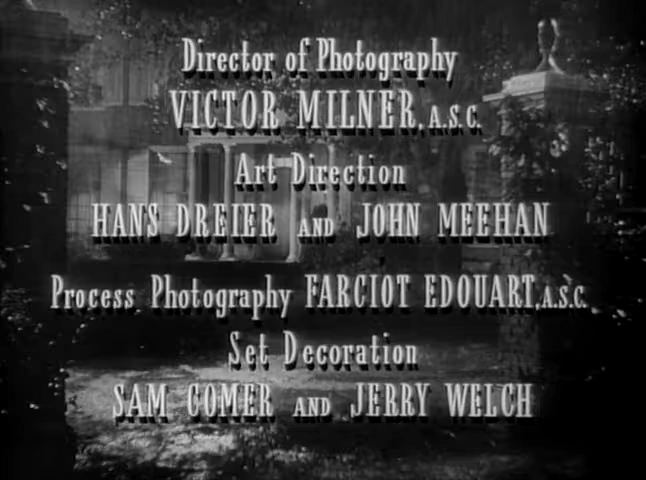 Director of Photography
VICTOR MILNER, A.S.C.
Art Direction
HANS DREIER AND JOHN MEEHAN
Process Photography FARCIOT EDOUART, A.S.C.
Set Decoration
SAM COMER AND JERRY WELCH